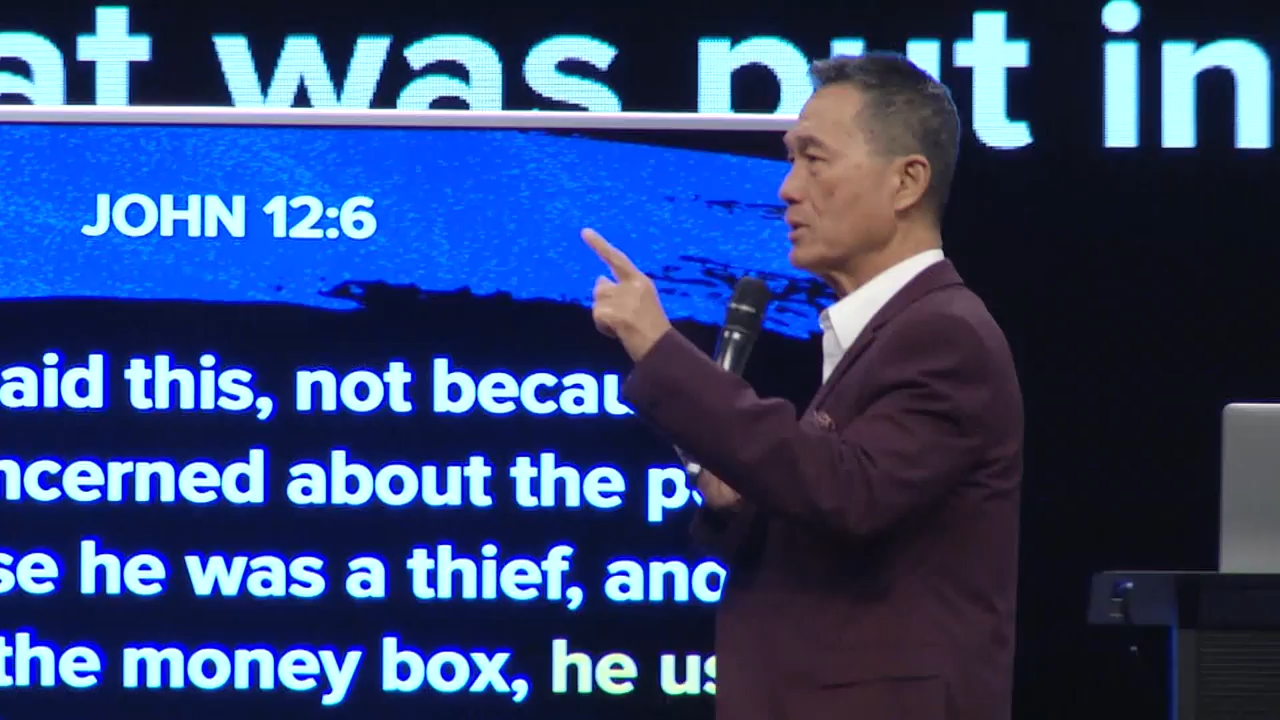 at was put in
JOHN 12:6
aid this, not becau
ncerned about the p
se he was a thief, and
the money box, he us